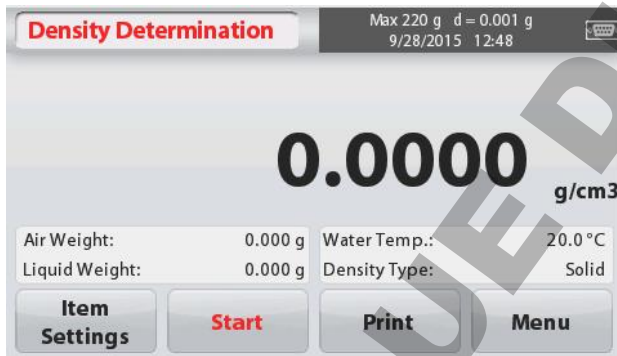 Density Determination
Max 220 g d = 0.001 g
9/28/2015 12:48
0.0000
g/cm3
Air Weight: 0.000 g
Water Temp.: 20.0 °C
Liquid Weight: 0.000 g
Density Type: Solid
Item
Settings
Start
Print
Menu